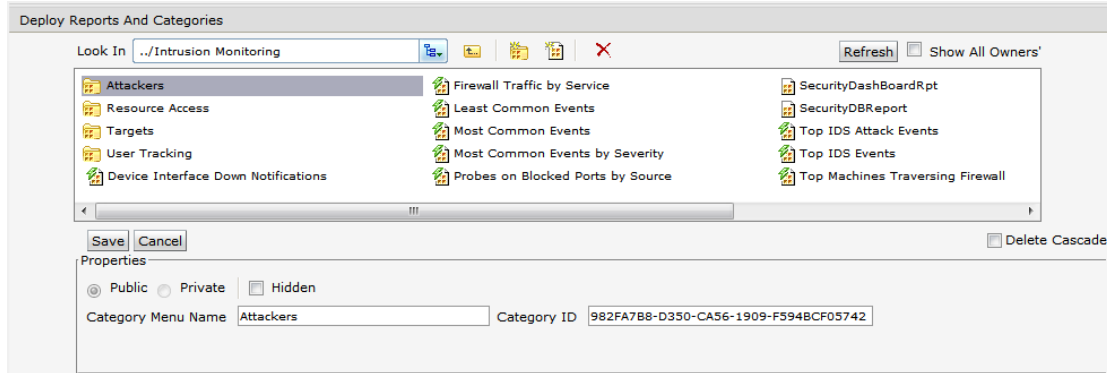 Deploy Reports And Categories
Look In ../Intrusion Monitoring Refresh Show All Owners'
Attackers Firewall Traffic by Service SecurityDashBoardRpt
Resource Access Least Common Events SecurityDBReport
Targets Most Common Events Top IDS Attack Events
User Tracking Most Common Events by Severity Top IDS Events
Device Interface Down Notifications Probes on Blocked Ports by Source Top Machines Traversing Firewall
Save Cancel Delete Cascade
Properties
Public Private Hidden
Category Menu Name Attackers Category ID 982FA7B8-D350-CA56-1909-F594BCF05742